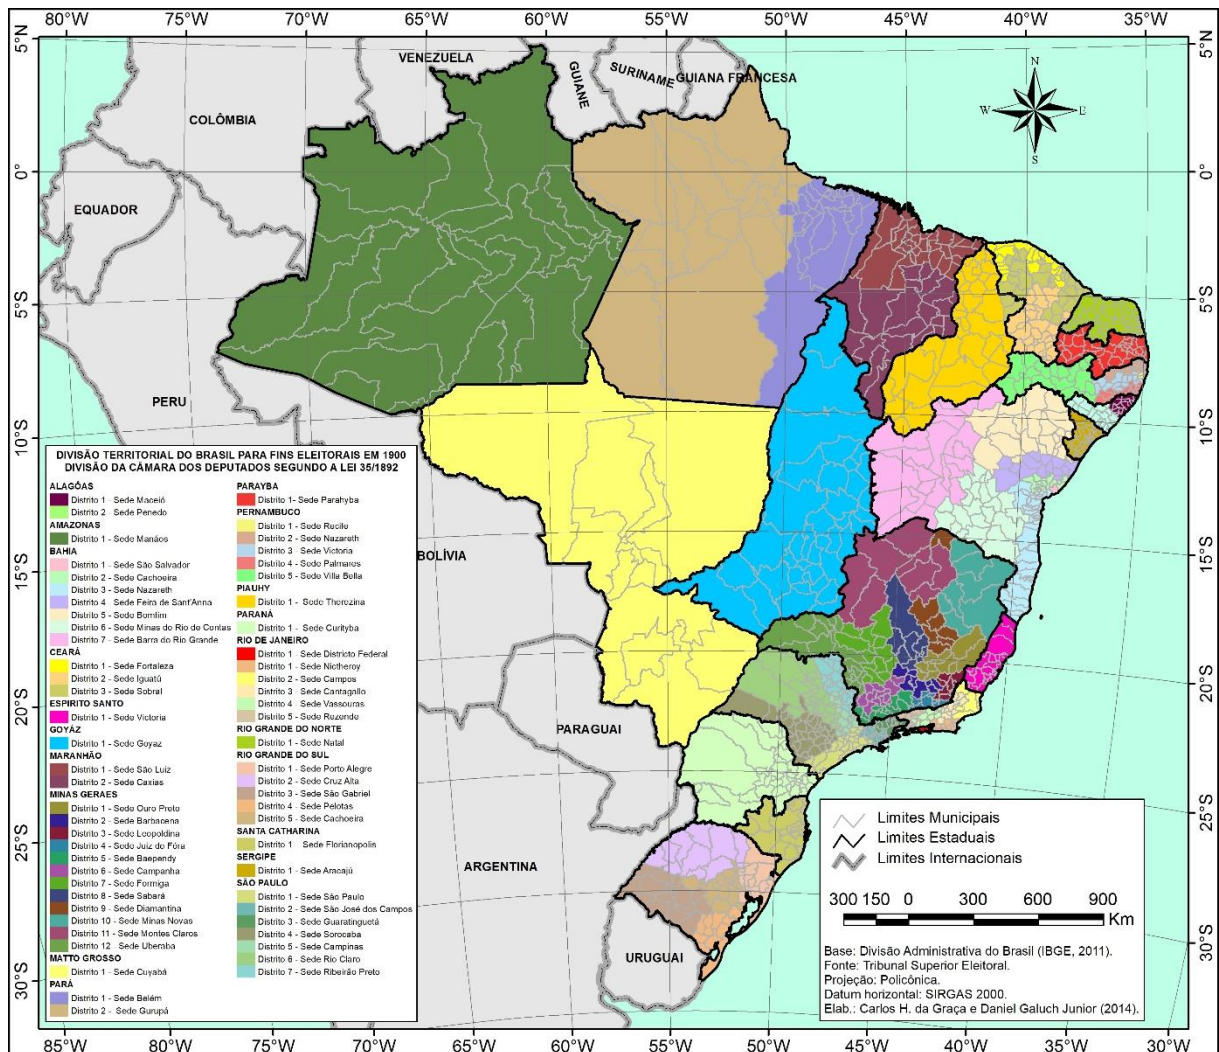 80°W 75°W 70°W 65°W 60°W 55°W 50°W 45°W 40°W 35°W
5°N
5°N
VENEZUELA
GUIANE
SURINAME
GUIANA FRANCESA
COLÔMBIA
N
W
E
S
0°
0°
EQUADOR
5°S
5°S
PERU
10°S
10°S
BOLÍVIA
15°S
15°S
PARAGUAI
20°S
20°S
ARGENTINA
25°S
25°S
URUGUAI
30°S
30°S
DIVISÃO TERRITORIAL DO BRASIL PARA FINS ELEITORAIS EM 1900
DIVISÃO DA CÂMARA DOS DEPUTADOS SEGUNDO A LEI 35/1892
ALAGÔAS
Distrito 1 - Sede Maceió
Distrito 2 - Sede Penedo
AMAZONAS
Distrito 1 - Sede Manáos
BAHIA
Distrito 1 - Sede São Salvador
Distrito 2 - Sede Cachoeira
Distrito 3 - Sede Nazareth
Distrito 4 Sede Feira de Sant'Anna
Distrito 5 - Sede Bomfim
Distrito 6 - Sede Minas do Rio de Contas
Distrito 7 - Sede Barra do Rio Grande
CEARÁ
Distrito 1 - Sede Fortaleza
Distrito 2 - Sede Iguatú
Distrito 3 - Sede Sobral
ESPIRITO SANTO
Distrito 1 - Sede Victoria
GOYÁZ
Distrito 1 - Sede Goyaz
MARANHÃO
Distrito 1 - Sede São Luiz
Distrito 2 - Sede Caxias
MINAS GERAES
Distrito 1 - Sede Ouro Preto
Distrito 2 - Sede Barbacena
Distrito 3 - Sede Leopoldina
Distrito 4 - Sede Juiz de Fóra
Distrito 5 - Sede Baependy
Distrito 6 - Sede Campanha
Distrito 7 - Sede Formiga
Distrito 8 - Sede Sabará
Distrito 9 - Sede Diamantina
Distrito 10 - Sede Minas Novas
Distrito 11 - Sede Montes Claros
Distrito 12 - Sede Uberaba
MATTO GROSSO
Distrito 1 - Sede Cuyabá
PARÁ
Distrito 1 - Sede Belém
Distrito 2 - Sede Gurupá
PARAYBA
Distrito 1- Sede Parahyba
PERNAMBUCO
Distrito 1 - Sede Recife
Distrito 2 - Sede Nazareth
Distrito 3 - Sede Victoria
Distrito 4 - Sede Palmares
Distrito 5 - Sede Villa Bella
PIAUHY
Distrito 1 - Sede Therezina
PARANÁ
Distrito 1 - Sede Curityba
RIO DE JANEIRO
Distrito 1 - Sede Districto Federal
Distrito 1 - Sede Nictheroy
Distrito 2 - Sede Campos
Distrito 3 - Sede Cantagallo
Distrito 4 - Sede Vassouras
Distrito 5 - Sede Rezende
RIO GRANDE DO NORTE
Distrito 1 - Sede Natal
RIO GRANDE DO SUL
Distrito 1 - Sede Porto Alegre
Distrito 2 - Sede Cruz Alta
Distrito 3 - Sede São Gabriel
Distrito 4 - Sede Pelotas
Distrito 5 - Sede Cachoeira
SANTA CATHARINA
Distrito 1 Sede Florianopolis
SERGIPE
Distrito 1 - Sede Aracajú
SÃO PAULO
Distrito 1 - Sede São Paulo
Distrito 2 - Sede São José dos Campos
Distrito 3 - Sede Guaratinguetá
Distrito 4 - Sede Sorocaba
Distrito 5 - Sede Campinas
Distrito 6 - Sede Rio Claro
Distrito 7 - Sede Ribeirão Preto
Limites Municipais
Limites Estaduais
Limites Internacionais
300 150 0 300 600 900
Km
Base: Divisão Administrativa do Brasil (IBGE, 2011).
Fonte: Tribunal Superior Eleitoral.
Projeção: Policônica.
Datum horizontal: SIRGAS 2000.
Elab.: Carlos H. da Graça e Daniel Galuch Junior (2014).
85°W 80°W 75°W 70°W 65°W 60°W 55°W 50°W 45°W 40°W 35°W 30°W